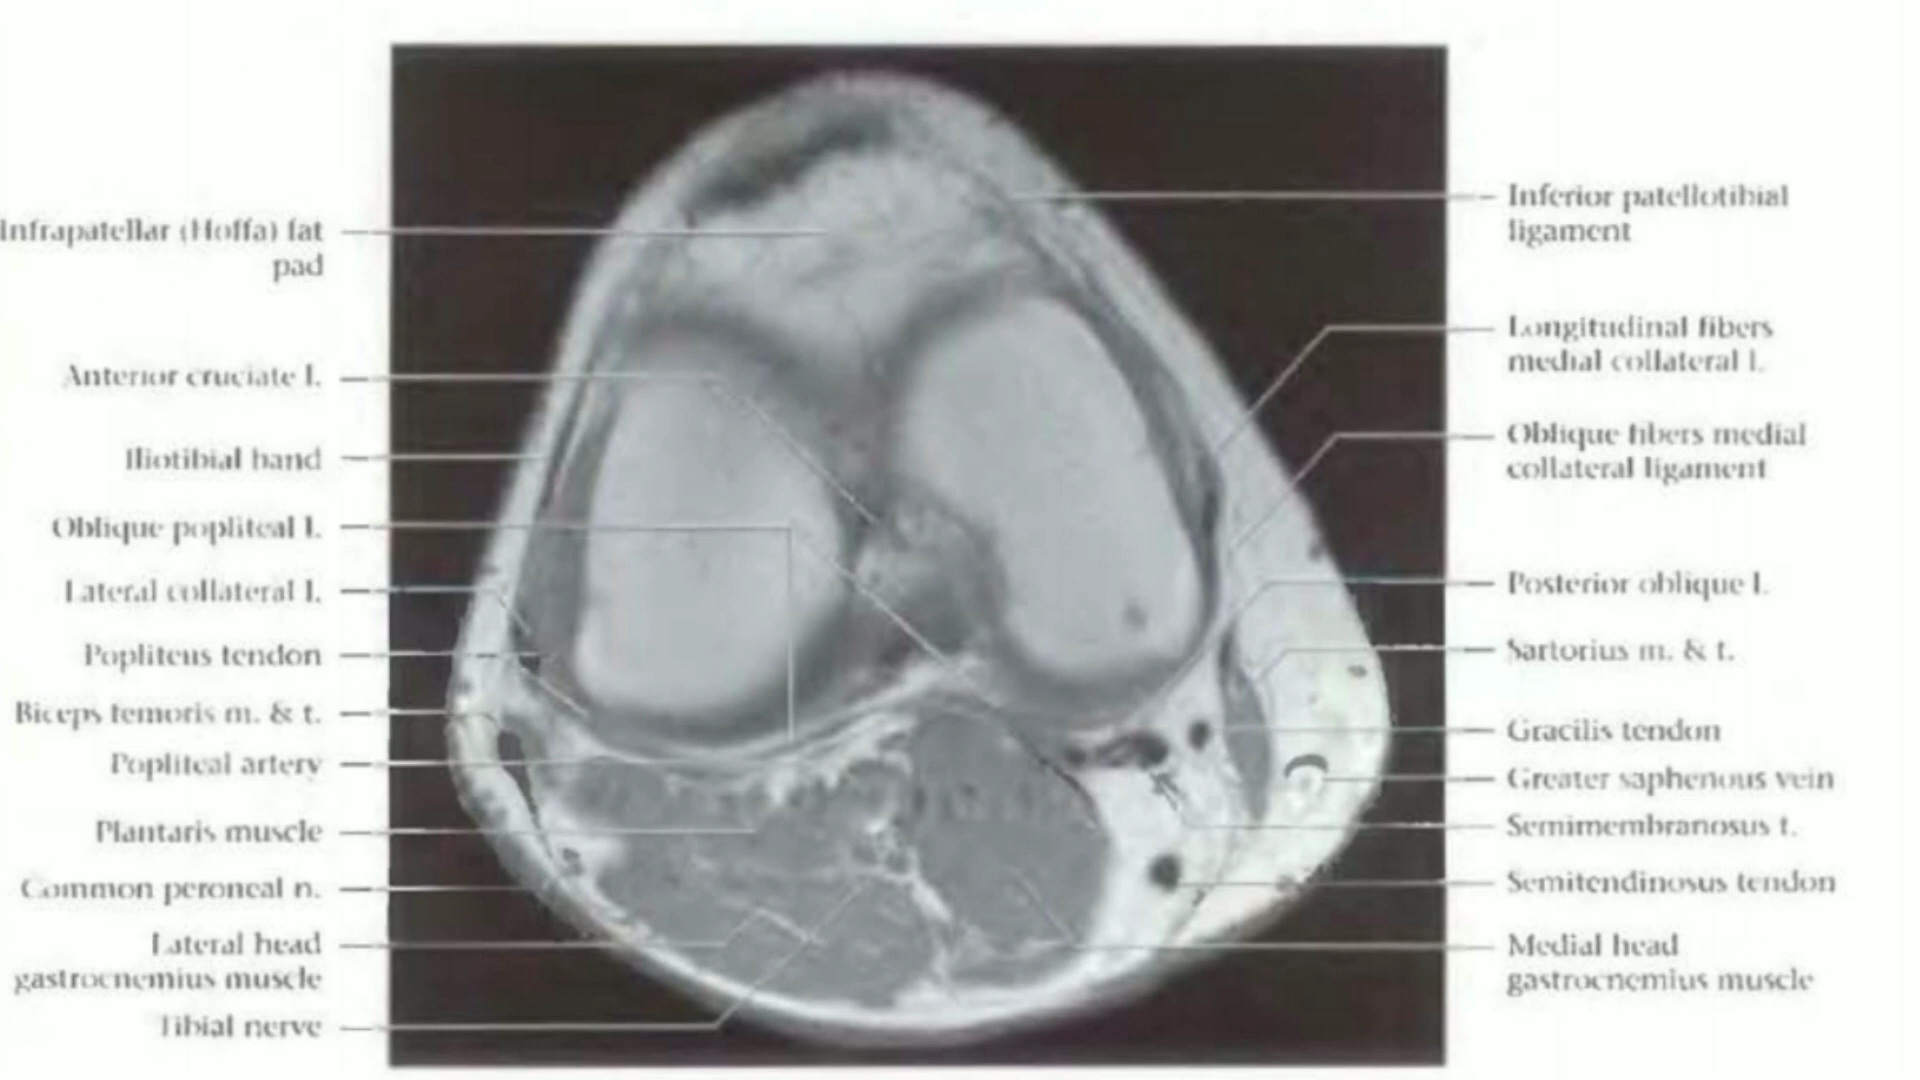 Infrapatellar (Hoffa) fat
pad
Anterior cruciate l.
Iliotibial band
Oblique popliteal l.
Lateral collateral l.
Popliteus tendon
Biceps femoris m. & t.
Popliteal artery
Plantaris muscle
Common peroneal n.
Lateral head
gastrocnemius muscle
Tibial nerve
Inferior patellotibial
ligament
Longitudinal fibers
medial collateral l.
Oblique fibers medial
collateral ligament
Posterior oblique l.
Sartorius m. & t.
Gracilis tendon
Greater saphenous vein
Semimembranosus t.
Semitendinosus tendon
Medial head
gastrocnemius muscle